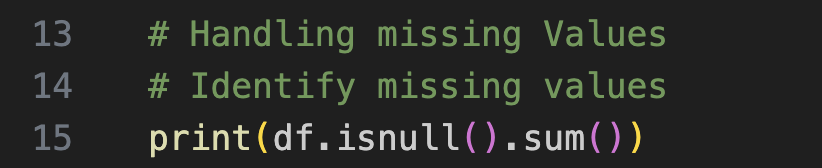 13 # Handling missing Values
14 # Identify missing values
15 print(df.isnull().sum())